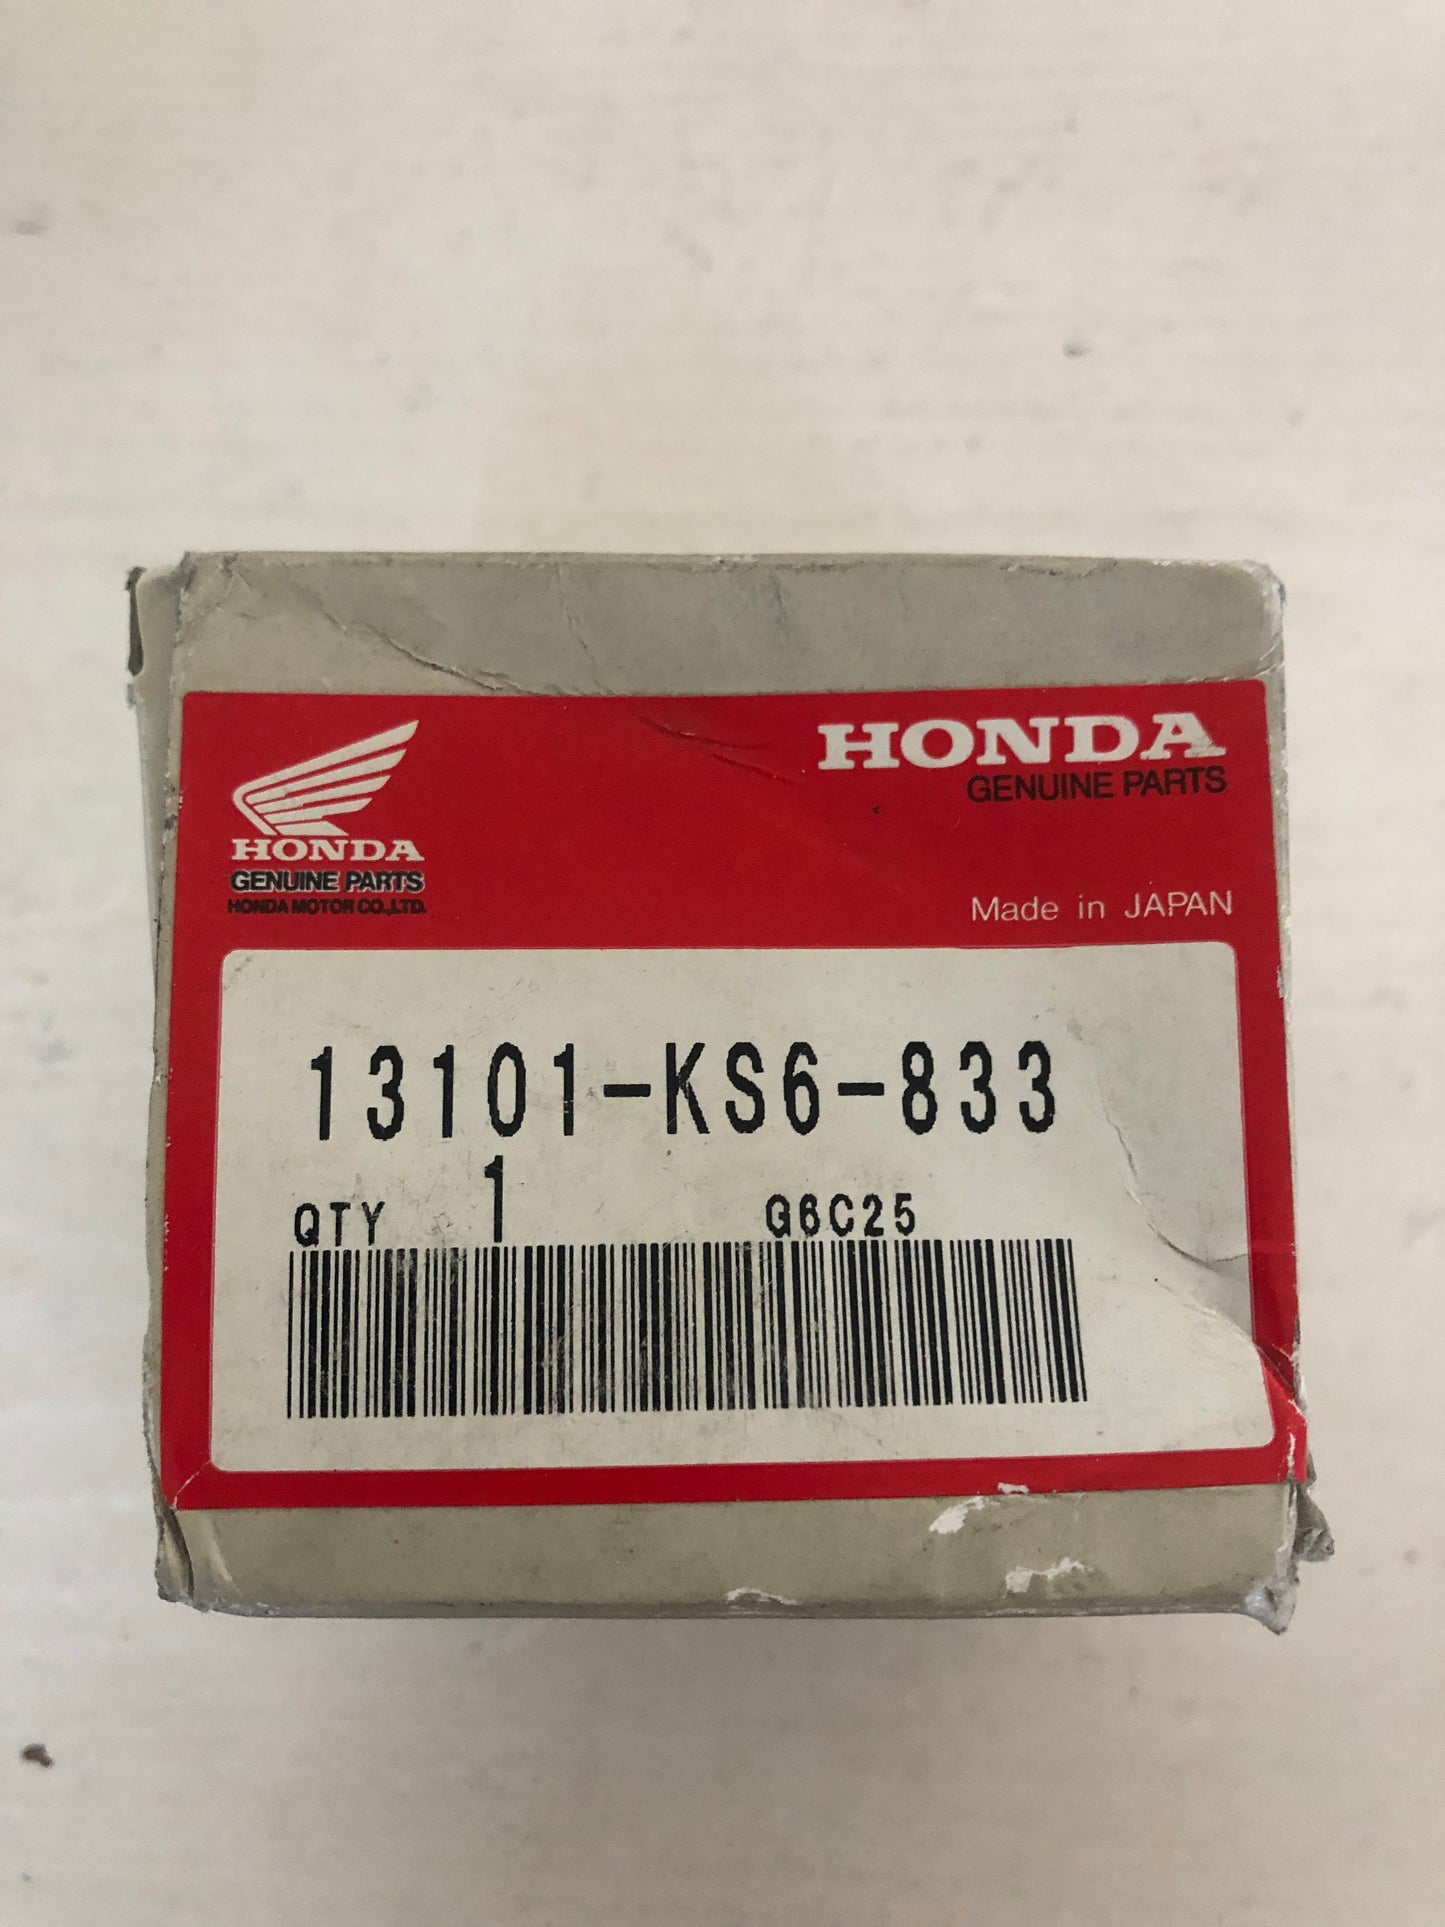 HONDA
GENUINE PARTS
HONDA
GENUINE PARTS
HONDA MOTOR CO.,LTD.
Made in JAPAN
13101-KS6-833
QTY 1 G6C25